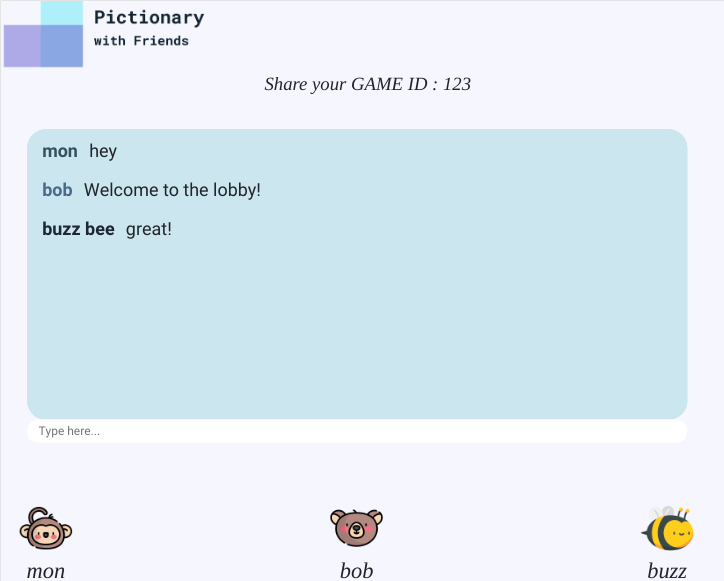 Pictionary
with Friends
Share your GAME ID : 123
mon hey
bob Welcome to the lobby!
buzz bee great!
Type here...
mon
bob
buzz